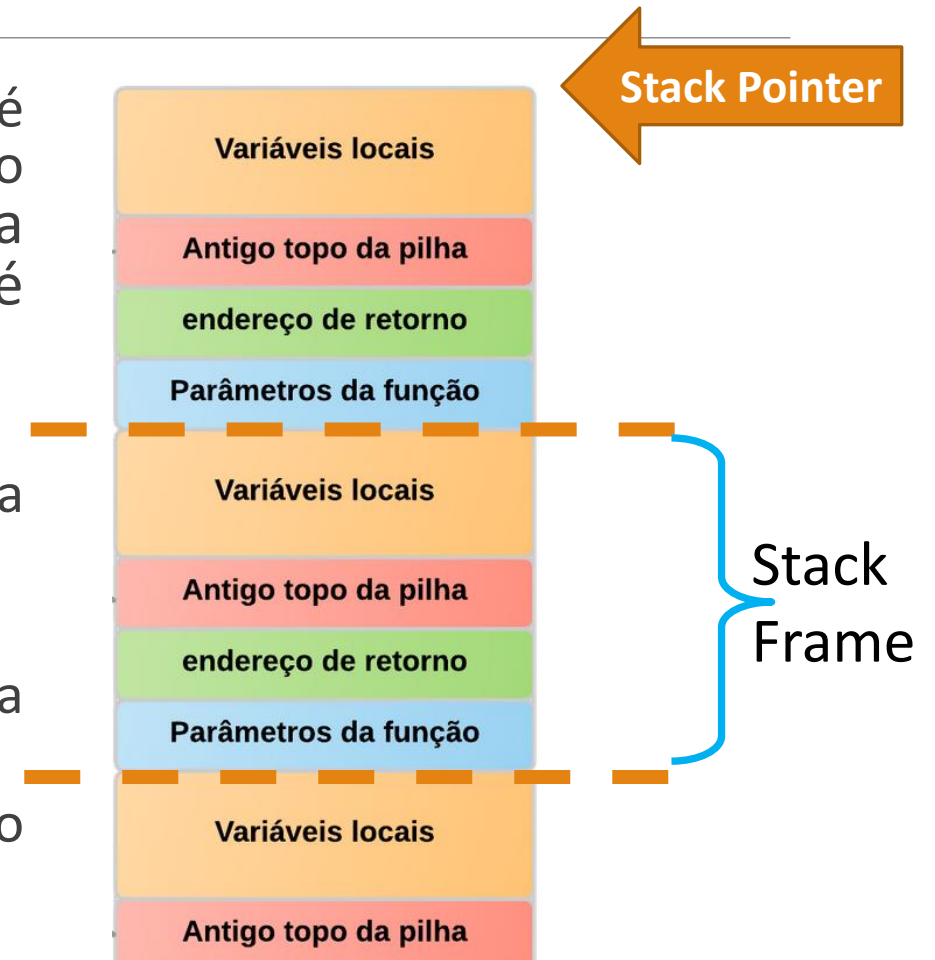 Stack Pointer
é
o
a
é
Variáveis locais
Antigo topo da pilha
endereço de retorno
Parâmetros da função
a
Variáveis locais
Antigo topo da pilha
endereço de retorno
Parâmetros da função
Stack
Frame
a
o
Variáveis locais
Antigo topo da pilha